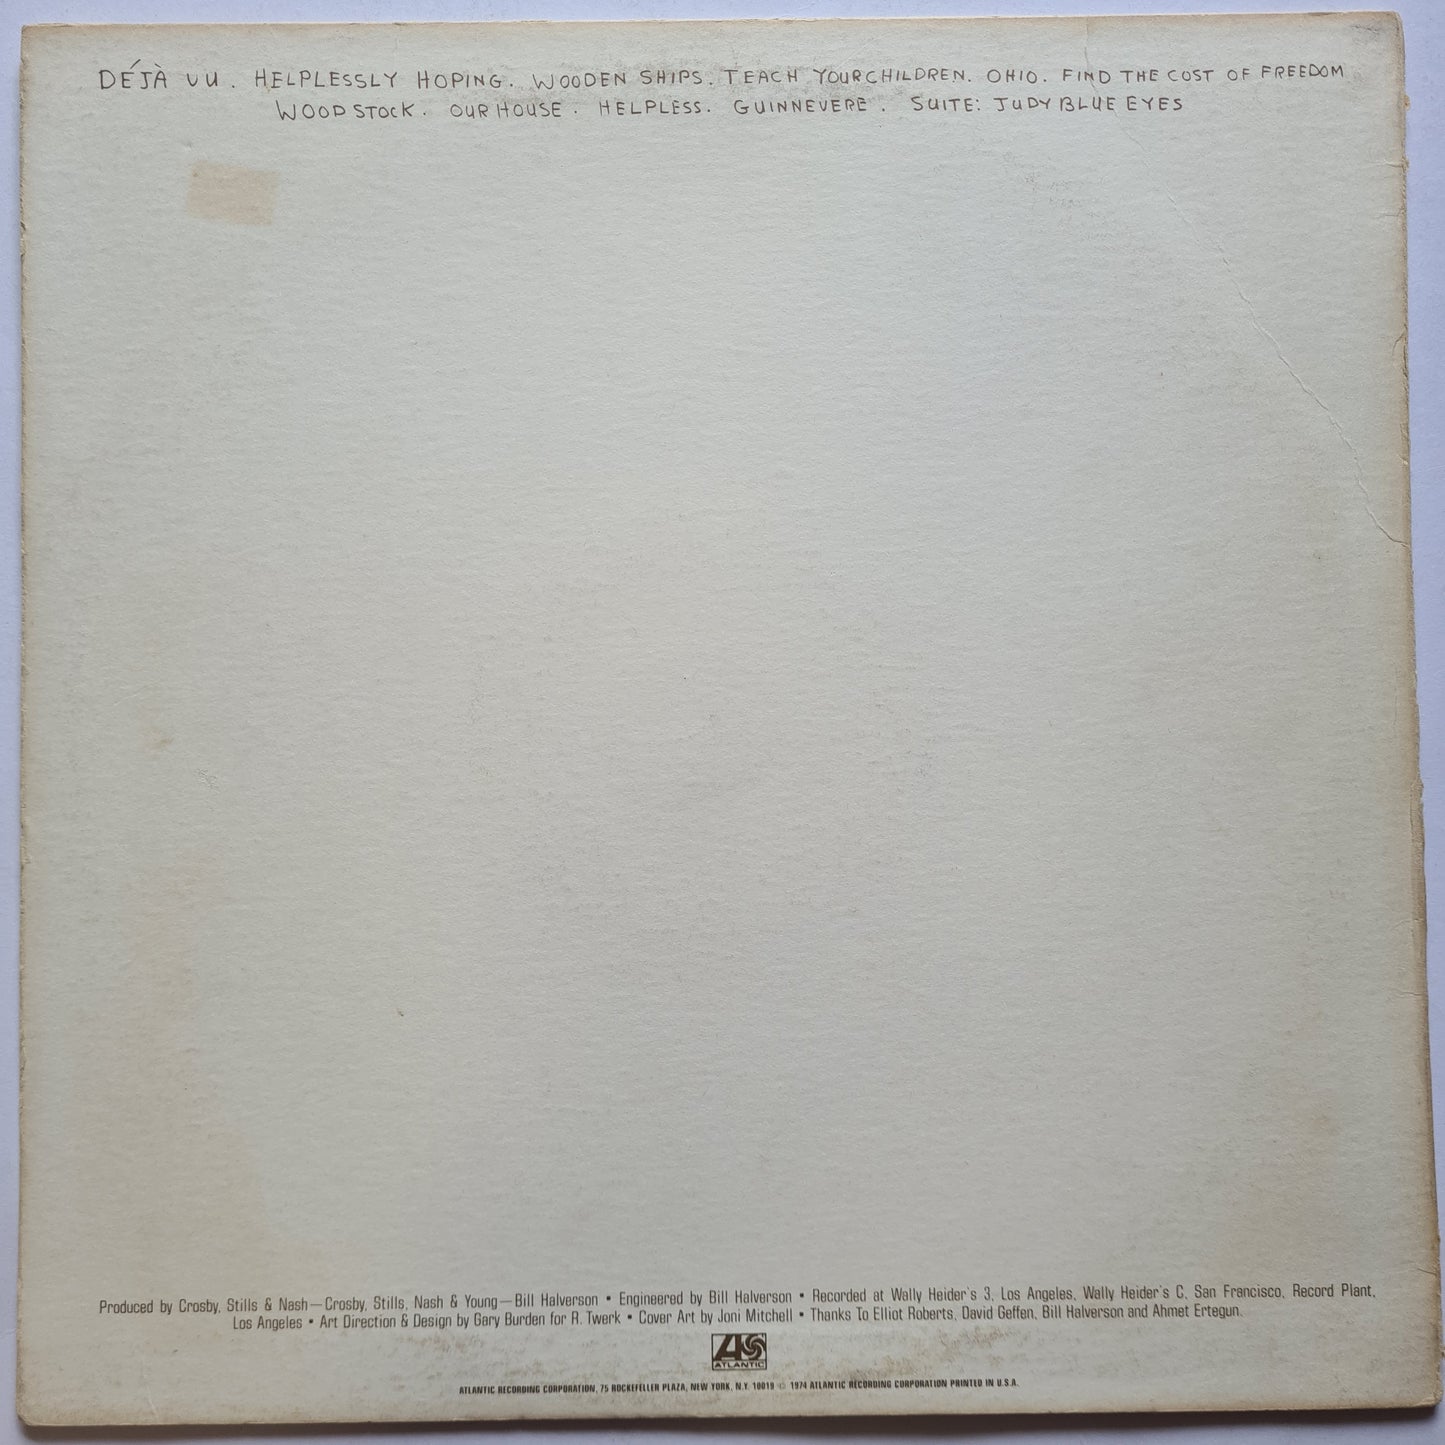 DÉJÀ VU. HELPLESSLY HOPING. WOODEN SHIPS. TEACH YOUR CHILDREN. OHIO. FIND THE COST OF FREEDOM
WOODSTOCK. OUR HOUSE. HELPLESS. GUINNEVERE. SUITE: JUDY BLUE EYES
Produced by Crosby, Stills & Nash—Crosby, Stills, Nash & Young—Bill Halverson • Engineered by Bill Halverson • Recorded at Wally Heider's 3, Los Angeles, Wally Heider's C, San Francisco, Record Plant,
Los Angeles • Art Direction & Design by Gary Burden for R. Twerk • Cover Art by Joni Mitchell • Thanks To Elliot Roberts, David Geffen, Bill Halverson and Ahmet Ertegun.
ATLANTIC
ATLANTIC RECORDING CORPORATION, 75 ROCKEFELLER PLAZA, NEW YORK, N.Y. 10019 © 1974 ATLANTIC RECORDING CORPORATION PRINTED IN U.S.A.